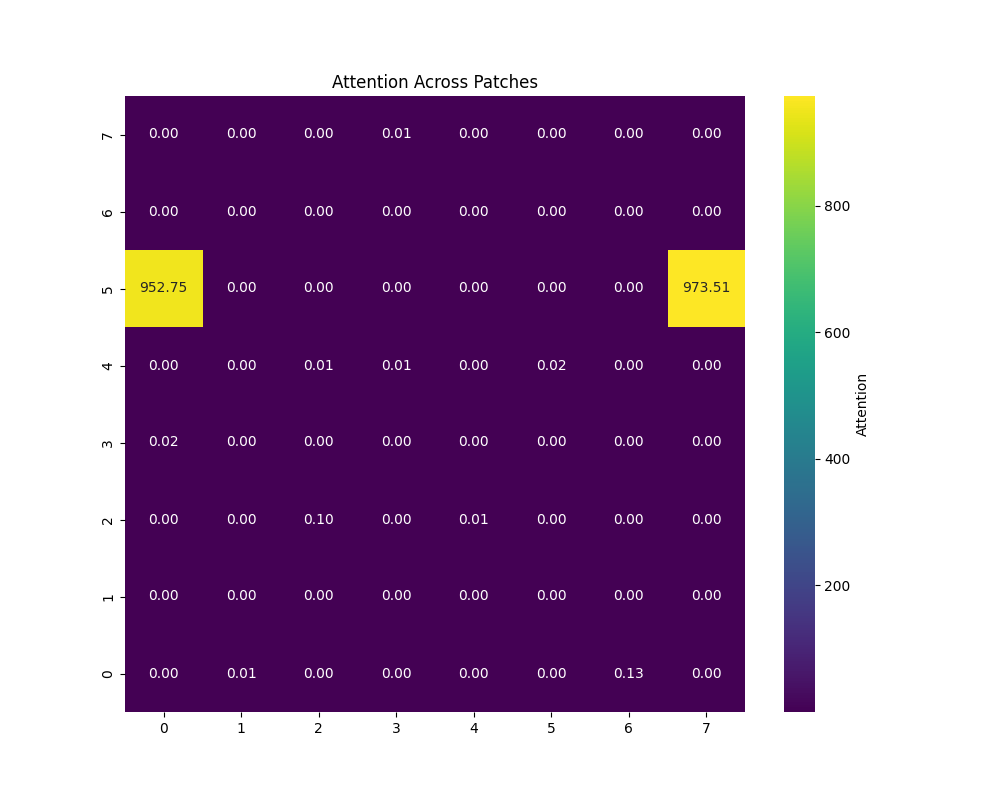 Attention Across Patches
7 0.00 0.00 0.00 0.01 0.00 0.00 0.00 0.00
6 0.00 0.00 0.00 0.00 0.00 0.00 0.00 0.00
800
5 952.75 0.00 0.00 0.00 0.00 0.00 0.00 973.51
600
4 0.00 0.00 0.01 0.01 0.00 0.02 0.00 0.00
Attention
3 0.02 0.00 0.00 0.00 0.00 0.00 0.00 0.00
400
2 0.00 0.00 0.10 0.00 0.01 0.00 0.00 0.00
200
1 0.00 0.00 0.00 0.00 0.00 0.00 0.00 0.00
0 0.00 0.01 0.00 0.00 0.00 0.00 0.13 0.00
0 1 2 3 4 5 6 7